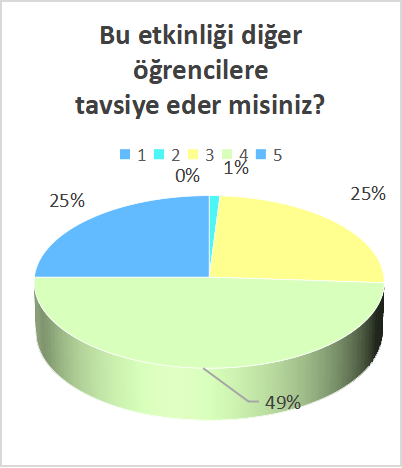 Bu etkinliği diğer
öğrencilere
tavsiye eder misiniz?
1 2 3 4 5
0% 1%
25% 25%
49%